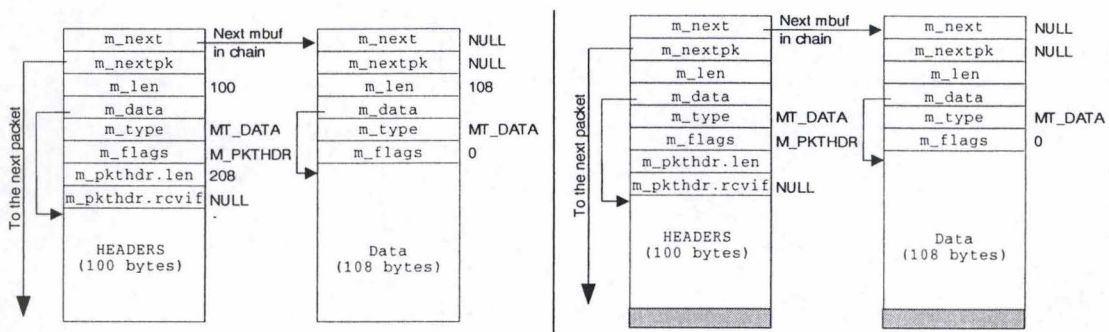 To the next packet
m_next
m_nextpk
m_len
m_data
m_type
m_flags
m_pkthdr.len
m_pkthdr.rcvif
HEADERS
(100 bytes)
Next mbuf
in chain
100
MT_DATA
M_PKTHDR
208
NULL
m_next
m_nextpk
m_len
m_data
m_type
m_flags
Data
(108 bytes)
NULL
NULL
108
MT_DATA
0
To the next packet
m_next
m_nextpk
m_len
m_data
m_type
m_flags
m_pkthdr.len
m_pkthdr.rcvif
HEADERS
(100 bytes)
Next mbuf
in chain
MT_DATA
M_PKTHDR
NULL
m_next
m_nextpk
m_len
m_data
m_type
m_flags
Data
(108 bytes)
NULL
NULL
MT_DATA
0